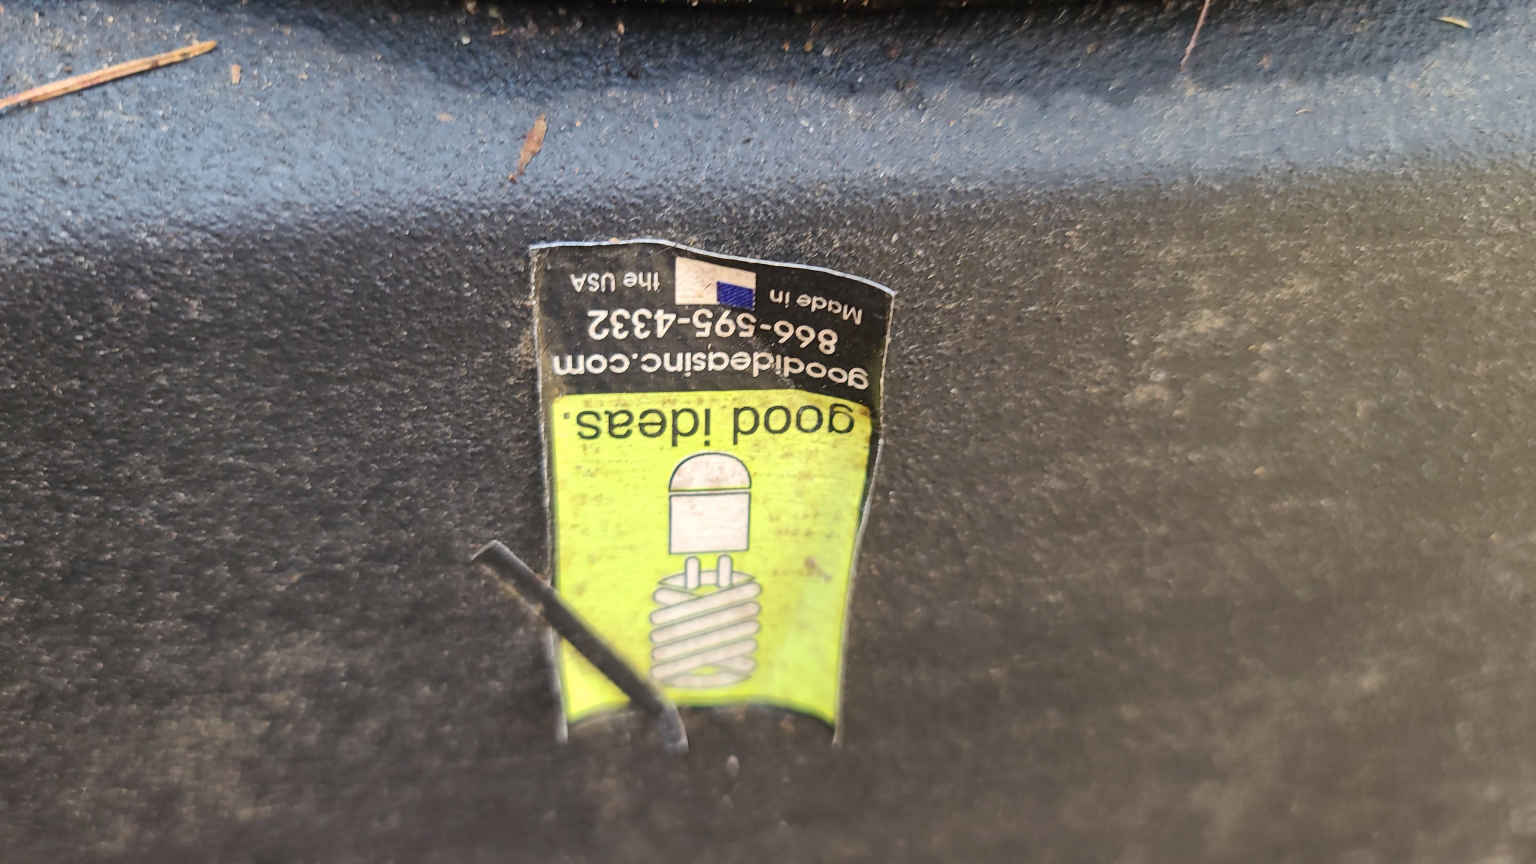 good ideas.
goodideasinc.com
866-595-4332
Made in the USA